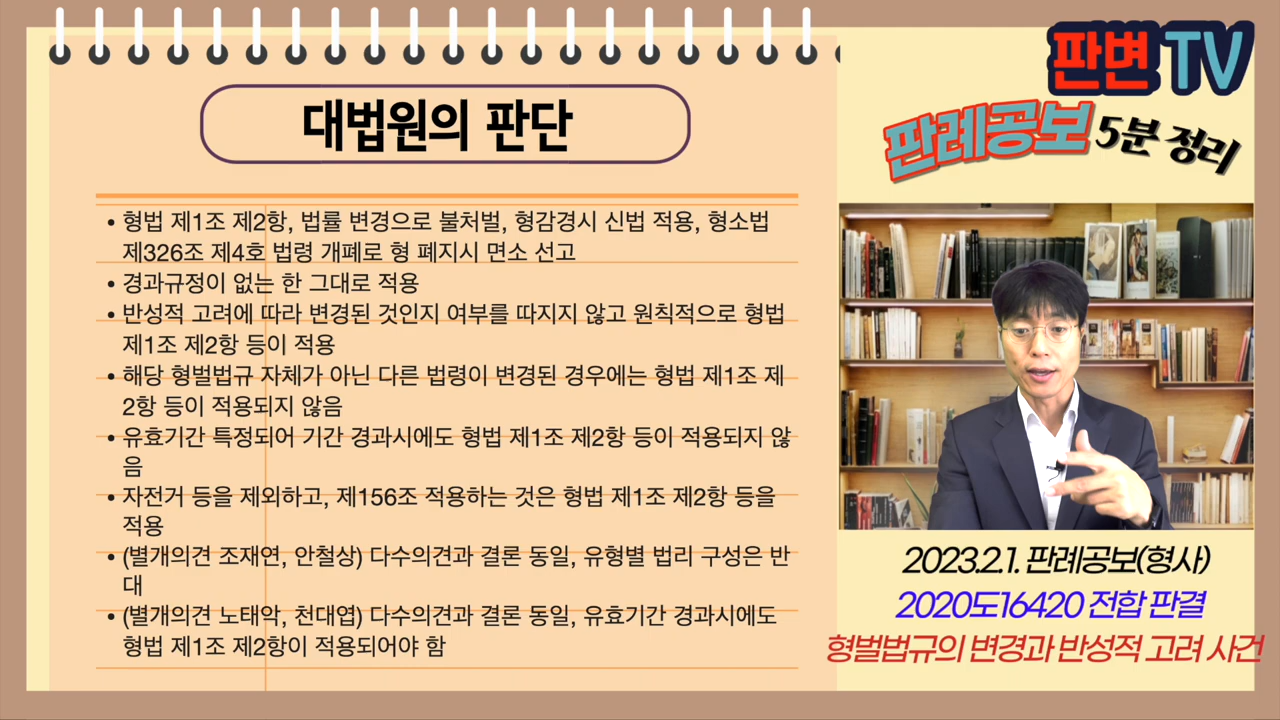 대법원의 판단
• 형법 제1조 제2항, 법률 변경으로 불처벌, 형감경시 신법 적용, 형소법
제326조 제4호 법령 개폐로 형 폐지시 면소 선고
• 경과규정이 없는 한 그대로 적용
• 반성적 고려에 따라 변경된 것인지 여부를 따지지 않고 원칙적으로 형법
제1조 제2항 등이 적용
• 해당 형벌법규 자체가 아닌 다른 법령이 변경된 경우에는 형법 제1조 제
2항 등이 적용되지 않음
• 유효기간 특정되어 기간 경과시에도 형법 제1조 제2항 등이 적용되지 않
음
• 자전거 등을 제외하고, 제156조 적용하는 것은 형법 제1조 제2항 등을
적용
• (별개의견 조재연, 안철상) 다수의견과 결론 동일, 유형별 법리 구성은 반
대
• (별개의견 노태악, 천대엽) 다수의견과 결론 동일, 유효기간 경과시에도
형법 제1조 제2항이 적용되어야 함
판변 TV
판례공보 5분 정리
2023.2.1. 판례공보(형사)
2020도16420 전합 판결
형벌법규의 변경과 반성적 고려 사건